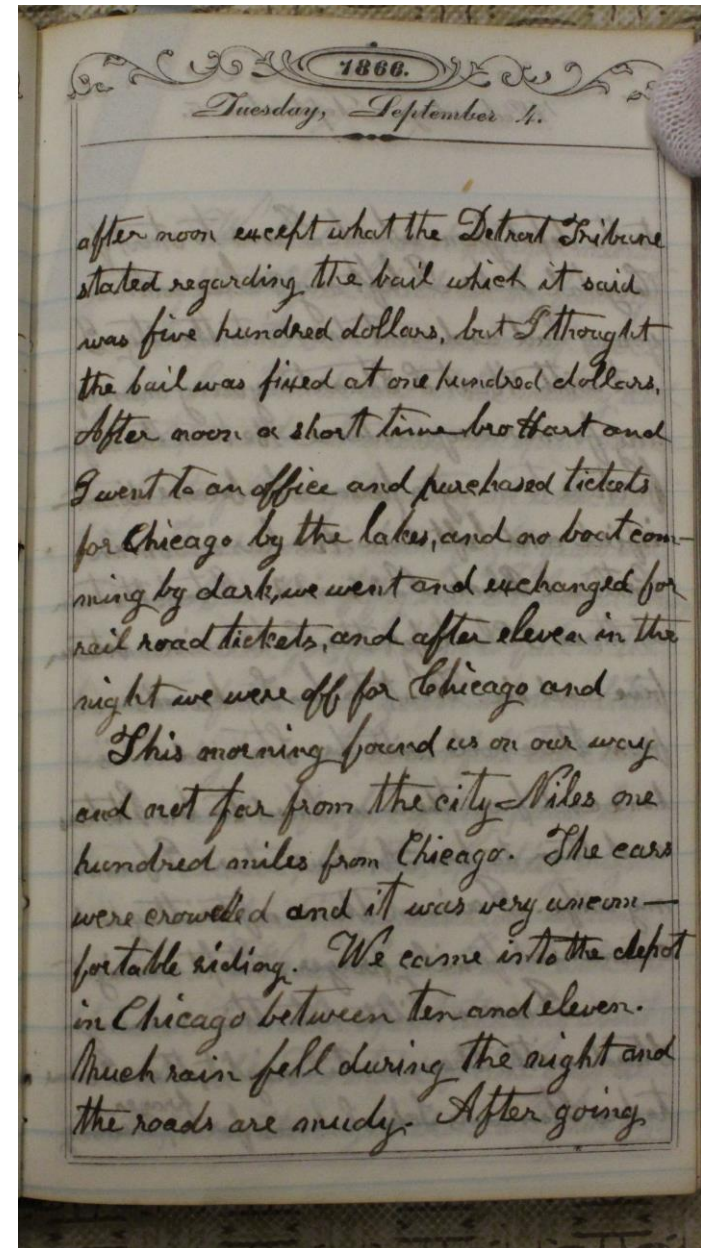 1866.
Tuesday, September 4.
after noon except what the Detroit Tribune
stated regarding the bail which it said
was five hundred dollars, but I thought
the bail was fixed at one hundred dollars.
After noon a short time bro Hart and
I went to an office and purchased tickets
for Chicago by the lakes, and no boat com-
ming by dark, we went and exchanged for
rail road tickets, and after eleven in the
night we were off for Chicago and
This morning found us on our way
and not far from the city Niles one
hundred miles from Chicago. The cars
were crowded and it was very uncom-
fortable riding. We came into the depot
in Chicago between ten and eleven.
Much rain fell during the night and
the roads are mudy. After going